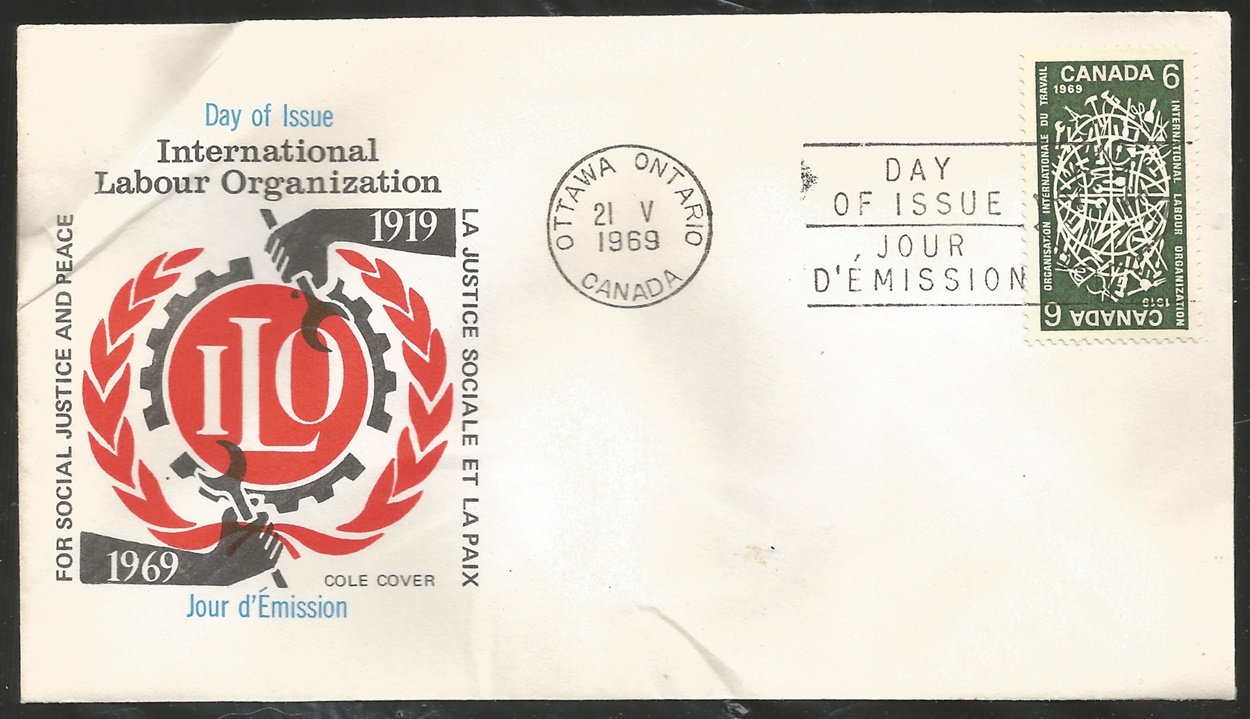 Day of Issue
International
Labour Organization
1919
FOR SOCIAL JUSTICE AND PEACE
LA JUSTICE SOCIALE ET LA PAIX
ILO
1969
COLE COVER
Jour d'Émission
OTTAWA ONTARIO
21 V
1969
CANADA
DAY
OF ISSUE
JOUR
D'ÉMISSION
CANADA 6
1969
ORGANISATION INTERNATIONALE DU TRAVAIL
INTERNATIONAL LABOUR ORGANIZATION
1919
CANADA 6